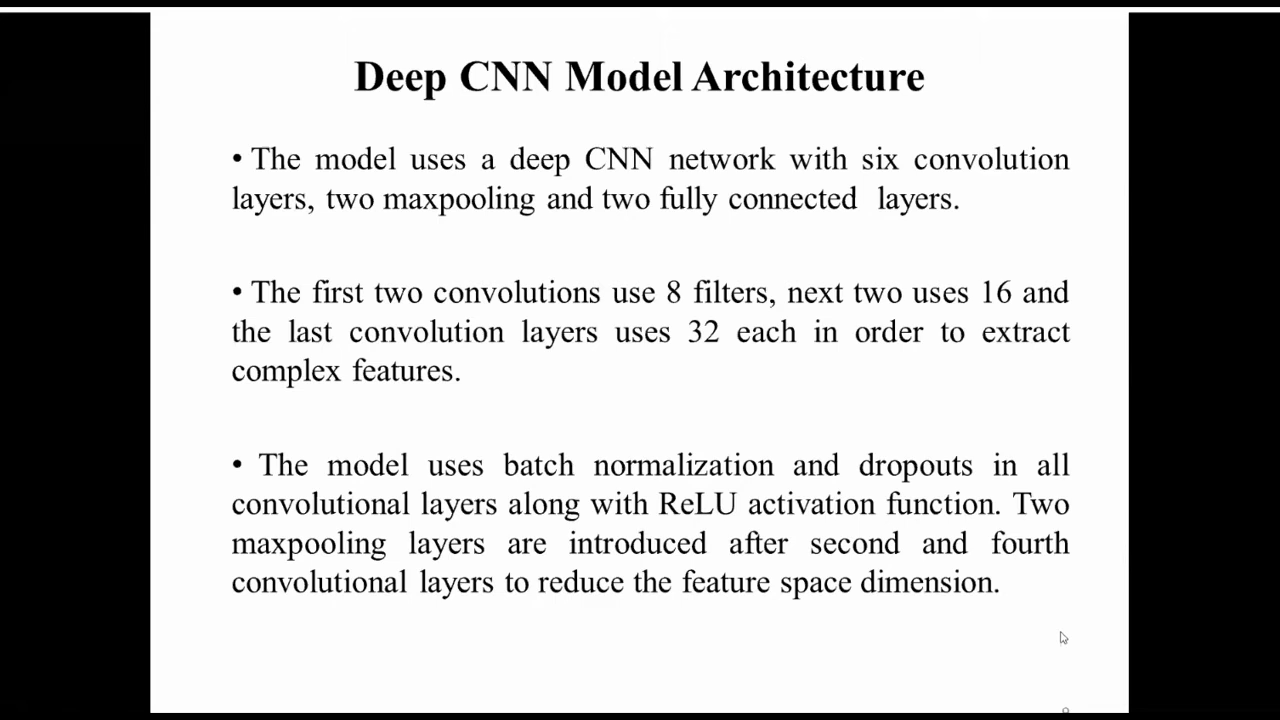 Deep CNN Model Architecture
• The model uses a deep CNN network with six convolution
layers, two maxpooling and two fully connected layers.
• The first two convolutions use 8 filters, next two uses 16 and
the last convolution layers uses 32 each in order to extract
complex features.
• The model uses batch normalization and dropouts in all
convolutional layers along with ReLU activation function. Two
maxpooling layers are introduced after second and fourth
convolutional layers to reduce the feature space dimension.